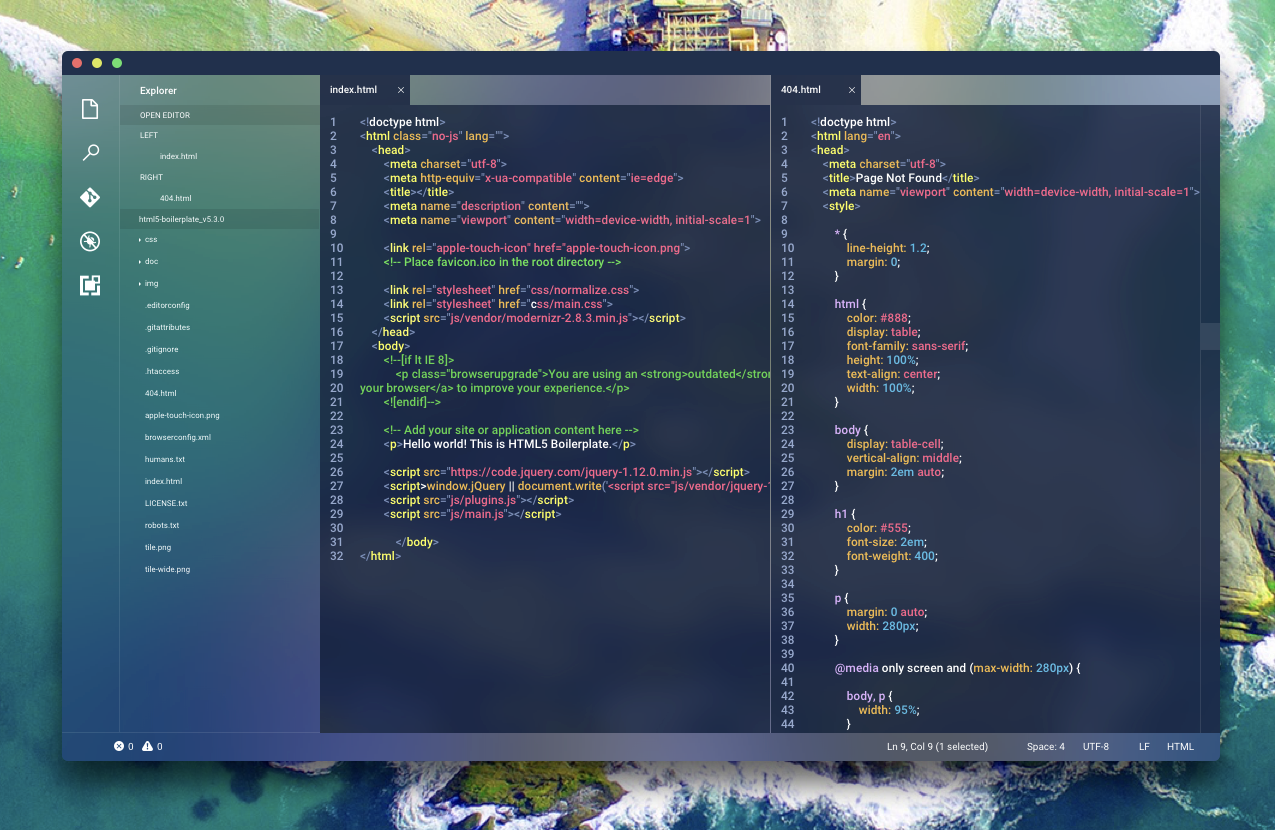 Explorer
OPEN EDITOR
LEFT
index.html
RIGHT
404.html
html5-boilerplate_v5.3.0
css
doc
img
.editorconfig
.gitattributes
.gitignore
.htaccess
404.html
apple-touch-icon.png
browserconfig.xml
humans.txt
index.html
LICENSE.txt
robots.txt
tile.png
tile-wide.png
index.html ×
1 <!doctype html>
2 <html class="no-js" lang="">
3 <head>
4 <meta charset="utf-8">
5 <meta http-equiv="x-ua-compatible" content="ie=edge">
6 <title></title>
7 <meta name="description" content="">
8 <meta name="viewport" content="width=device-width, initial-scale=1">
9
10 <link rel="apple-touch-icon" href="apple-touch-icon.png">
11 <!-- Place favicon.ico in the root directory -->
12
13 <link rel="stylesheet" href="css/normalize.css">
14 <link rel="stylesheet" href="css/main.css">
15 <script src="js/vendor/modernizr-2.8.3.min.js"></script>
16 </head>
17 <body>
18 <!--[if lt IE 8]>
19 <p class="browserupgrade">You are using an <strong>outdated</stron
20 your browser</a> to improve your experience.</p>
21 <![endif]-->
22
23 <!-- Add your site or application content here -->
24 <p>Hello world! This is HTML5 Boilerplate.</p>
25
26 <script src="https://code.jquery.com/jquery-1.12.0.min.js"></script>
27 <script>window.jQuery || document.write('<script src="js/vendor/jquery-1
28 <script src="js/plugins.js"></script>
29 <script src="js/main.js"></script>
30
31 </body>
32 </html>
404.html ×
1 <!doctype html>
2 <html lang="en">
3 <head>
4 <meta charset="utf-8">
5 <title>Page Not Found</title>
6 <meta name="viewport" content="width=device-width, initial-scale=1">
7 <style>
8
9 * {
10 line-height: 1.2;
11 margin: 0;
12 }
13
14 html {
15 color: #888;
16 display: table;
17 font-family: sans-serif;
18 height: 100%;
19 text-align: center;
20 width: 100%;
21 }
22
23 body {
24 display: table-cell;
25 vertical-align: middle;
26 margin: 2em auto;
27 }
28
29 h1 {
30 color: #555;
31 font-size: 2em;
32 font-weight: 400;
33 }
34
35 p {
36 margin: 0 auto;
37 width: 280px;
38 }
39
40 @media only screen and (max-width: 280px) {
41
42 body, p {
43 width: 95%;
44 }
0 0
Ln 9, Col 9 (1 selected) Space: 4 UTF-8 LF HTML